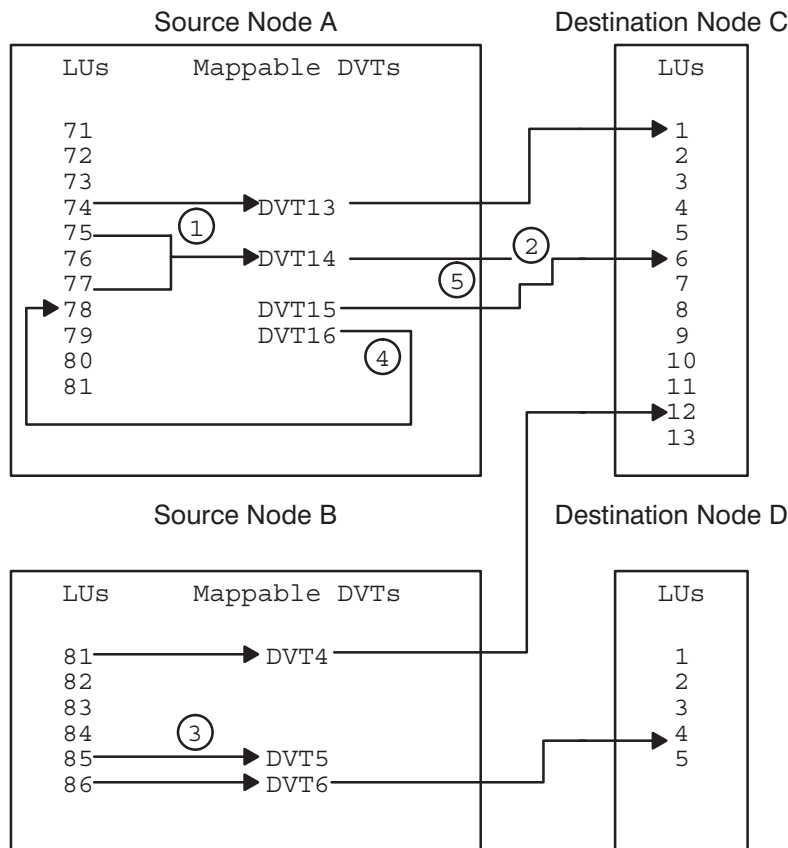 Source Node A
Destination Node C
LUs Mappable DVTs
LUs
71
1
72
2
73
3
74 DVT13
4
75 1
5
76 DVT14 2
6
77 5
7
78 DVT15
8
79 DVT16
9
80 4
10
81
11
12
13
Source Node B
Destination Node D
LUs Mappable DVTs
LUs
81 DVT4
1
82
2
83
3
84 3
4
85 DVT5
5
86 DVT6